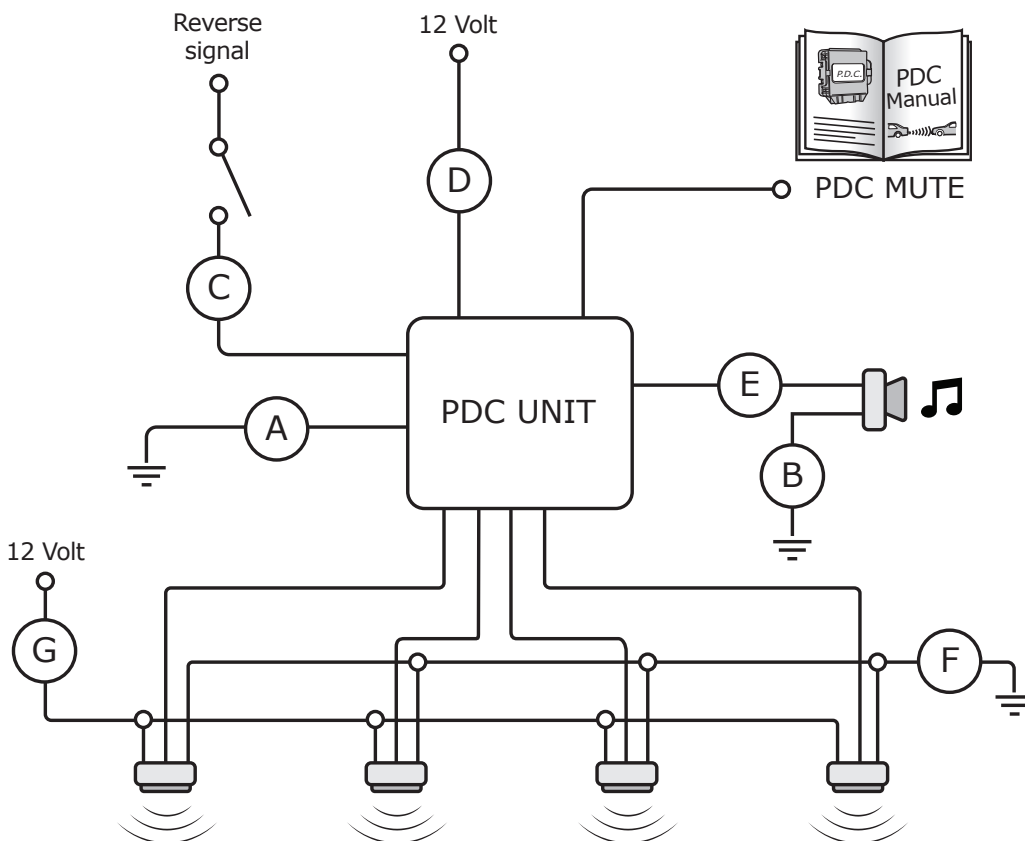 Reverse
signal
12 Volt
P.D.C.
PDC
Manual
PDC MUTE
D
C
E
PDC UNIT
A
B
12 Volt
G
F